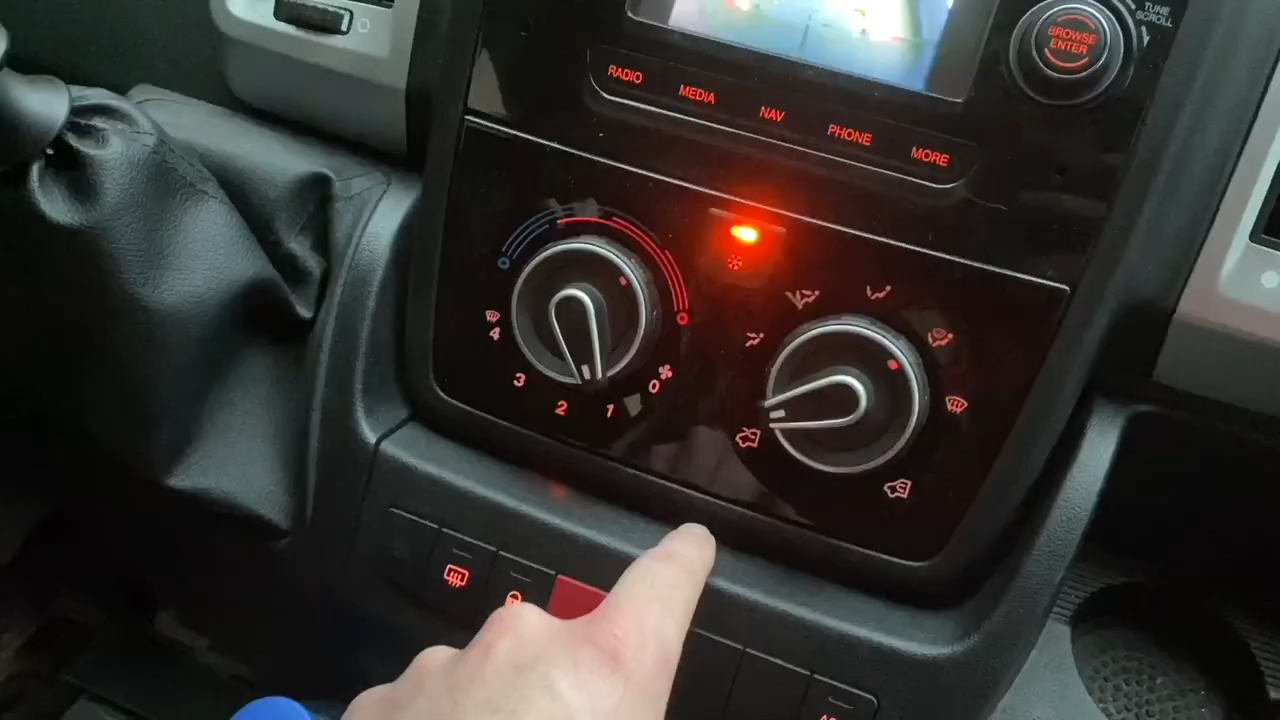 TUNE
SCROLL
BROWSE
ENTER
RADIO
MEDIA
NAV
PHONE
MORE
4
3
2
1
0